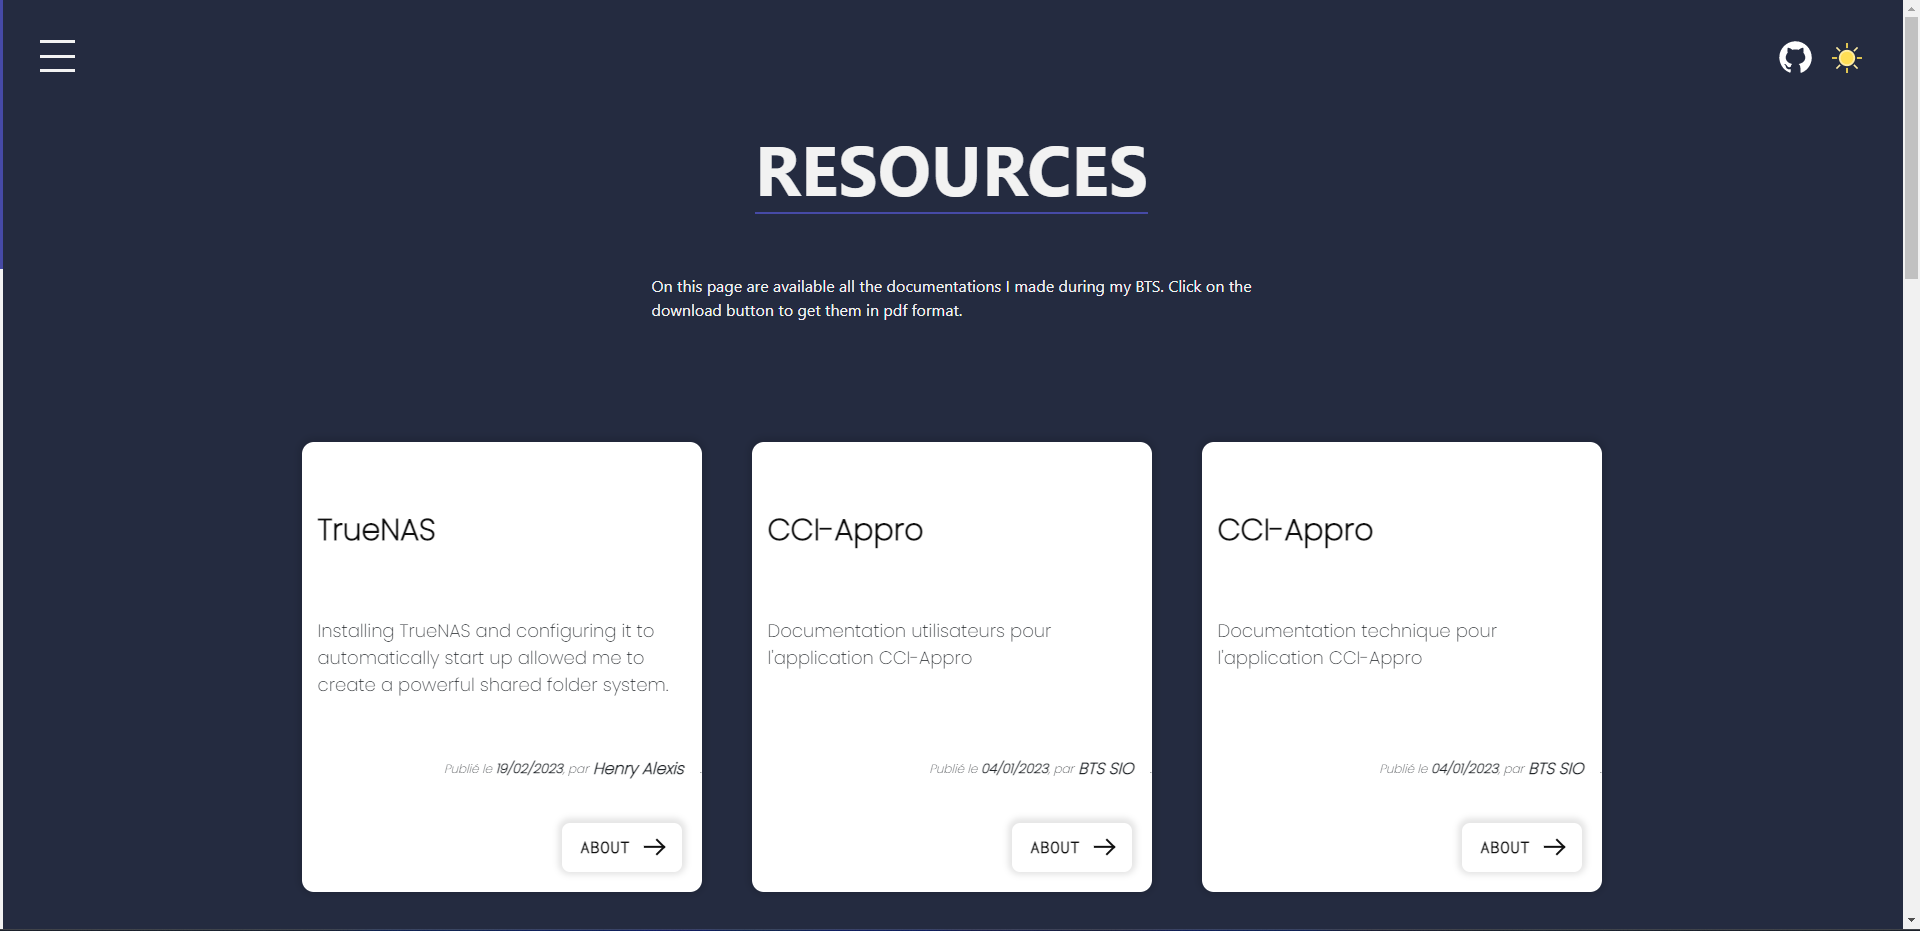 RESOURCES
On this page are available all the documentations I made during my BTS. Click on the
download button to get them in pdf format.
TrueNAS
Installing TrueNAS and configuring it to
automatically start up allowed me to
create a powerful shared folder system.
Publié le 19/02/2023, par Henry Alexis
ABOUT
CCI-Appro
Documentation utilisateurs pour
l'application CCI-Appro
Publié le 04/01/2023, par BTS SIO
ABOUT
CCI-Appro
Documentation technique pour
l'application CCI-Appro
Publié le 04/01/2023, par BTS SIO
ABOUT